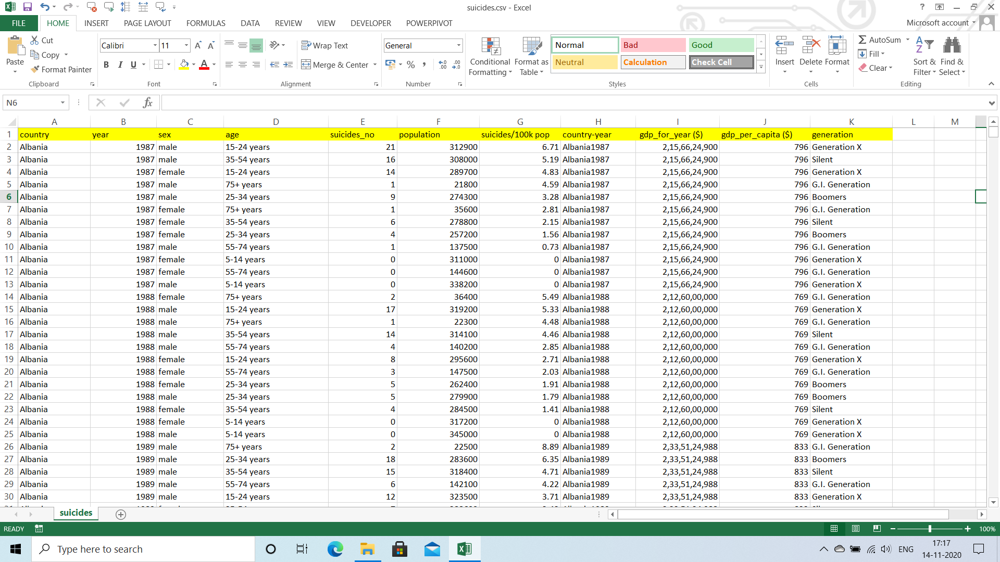 suicides.csv - Excel
FILE HOME INSERT PAGE LAYOUT FORMULAS DATA REVIEW VIEW DEVELOPER POWERPIVOT Microsoft account
Paste Cut Copy Format Painter Clipboard
Calibri 11 B I U A Font
Wrap Text Merge & Center Alignment
General % Number
Conditional Formatting Format as Table Normal Bad Good Neutral Calculation Check Cell Styles
Insert Delete Format Cells
AutoSum Fill Clear Sort & Filter Find & Select Editing
N6 fx
A B C D E F G H I J K L M
1 country year sex age suicides_no population suicides/100k pop country-year gdp_for_year ($) gdp_per_capita ($) generation
2 Albania 1987 male 15-24 years 21 312900 6.71 Albania1987 2,15,66,24,900 796 Generation X
3 Albania 1987 male 35-54 years 16 308000 5.19 Albania1987 2,15,66,24,900 796 Silent
4 Albania 1987 female 15-24 years 14 289700 4.83 Albania1987 2,15,66,24,900 796 Generation X
5 Albania 1987 male 75+ years 1 21800 4.59 Albania1987 2,15,66,24,900 796 G.I. Generation
6 Albania 1987 male 25-34 years 9 274300 3.28 Albania1987 2,15,66,24,900 796 Boomers
7 Albania 1987 female 75+ years 1 35600 2.81 Albania1987 2,15,66,24,900 796 G.I. Generation
8 Albania 1987 female 35-54 years 6 278800 2.15 Albania1987 2,15,66,24,900 796 Silent
9 Albania 1987 female 25-34 years 4 257200 1.56 Albania1987 2,15,66,24,900 796 Boomers
10 Albania 1987 male 55-74 years 1 137500 0.73 Albania1987 2,15,66,24,900 796 G.I. Generation
11 Albania 1987 female 5-14 years 0 311000 0 Albania1987 2,15,66,24,900 796 Generation X
12 Albania 1987 female 55-74 years 0 144600 0 Albania1987 2,15,66,24,900 796 G.I. Generation
13 Albania 1987 male 5-14 years 0 338200 0 Albania1987 2,15,66,24,900 796 Generation X
14 Albania 1988 female 75+ years 2 36400 5.49 Albania1988 2,12,60,00,000 769 G.I. Generation
15 Albania 1988 male 15-24 years 17 319200 5.33 Albania1988 2,12,60,00,000 769 Generation X
16 Albania 1988 male 75+ years 1 22300 4.48 Albania1988 2,12,60,00,000 769 G.I. Generation
17 Albania 1988 male 35-54 years 14 314100 4.46 Albania1988 2,12,60,00,000 769 Silent
18 Albania 1988 male 55-74 years 4 140200 2.85 Albania1988 2,12,60,00,000 769 G.I. Generation
19 Albania 1988 female 15-24 years 8 295600 2.71 Albania1988 2,12,60,00,000 769 Generation X
20 Albania 1988 female 55-74 years 3 147500 2.03 Albania1988 2,12,60,00,000 769 G.I. Generation
21 Albania 1988 female 25-34 years 5 262400 1.91 Albania1988 2,12,60,00,000 769 Boomers
22 Albania 1988 male 25-34 years 5 279900 1.79 Albania1988 2,12,60,00,000 769 Boomers
23 Albania 1988 female 35-54 years 4 284500 1.41 Albania1988 2,12,60,00,000 769 Silent
24 Albania 1988 female 5-14 years 0 317200 0 Albania1988 2,12,60,00,000 769 Generation X
25 Albania 1988 male 5-14 years 0 345000 0 Albania1988 2,12,60,00,000 769 Generation X
26 Albania 1989 male 75+ years 2 22500 8.89 Albania1989 2,33,51,24,988 833 G.I. Generation
27 Albania 1989 male 25-34 years 18 283600 6.35 Albania1989 2,33,51,24,988 833 Boomers
28 Albania 1989 male 35-54 years 15 318400 4.71 Albania1989 2,33,51,24,988 833 Silent
29 Albania 1989 male 55-74 years 6 142100 4.22 Albania1989 2,33,51,24,988 833 G.I. Generation
30 Albania 1989 male 15-24 years 12 323500 3.71 Albania1989 2,33,51,24,988 833 Generation X
suicides
READY 100%
Type here to search ENG 17:17
14-11-2020